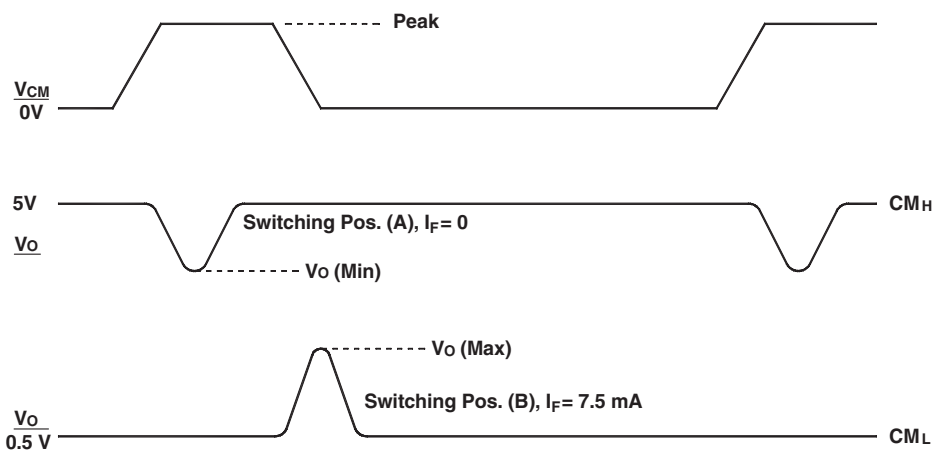 Peak
VCM
0V
5V
CMH
Switching Pos. (A), IF = 0
VO
VO (Min)
VO (Max)
Switching Pos. (B), IF = 7.5 mA
VO
0.5 V
CML